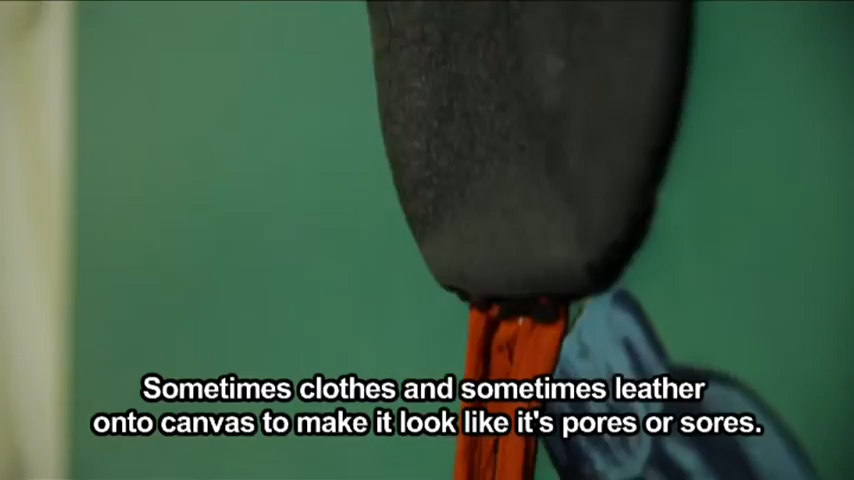 Sometimes clothes and sometimes leather
onto canvas to make it look like it's pores or sores.